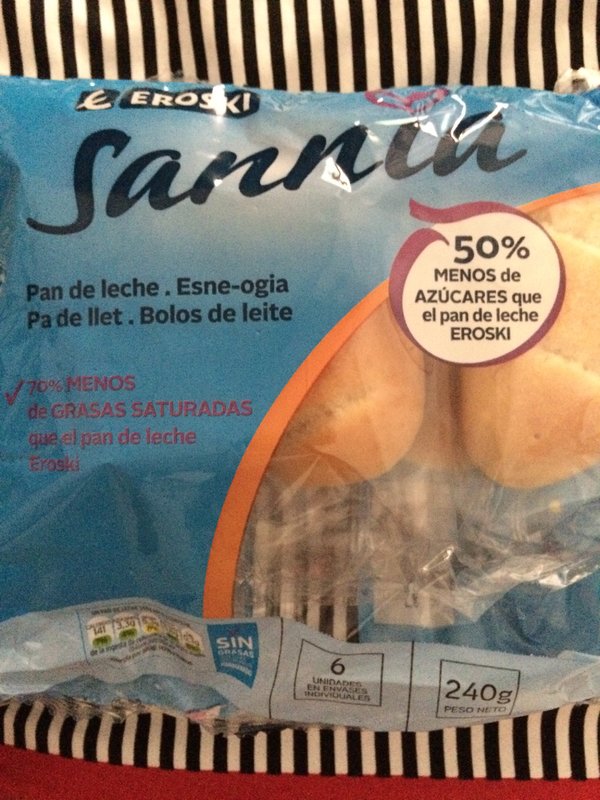 EROSKI
Sannia
50%
MENOS de
AZÚCARES que
el pan de leche
EROSKI
Pan de leche . Esne-ogia
Pa de llet . Bolos de leite
70% MENOS
de GRASAS SATURADAS
que el pan de leche
Eroski
SIN
GRASAS
6
UNIDADES
EN ENVASES
INDIVIDUALES
240g
PESO NETO